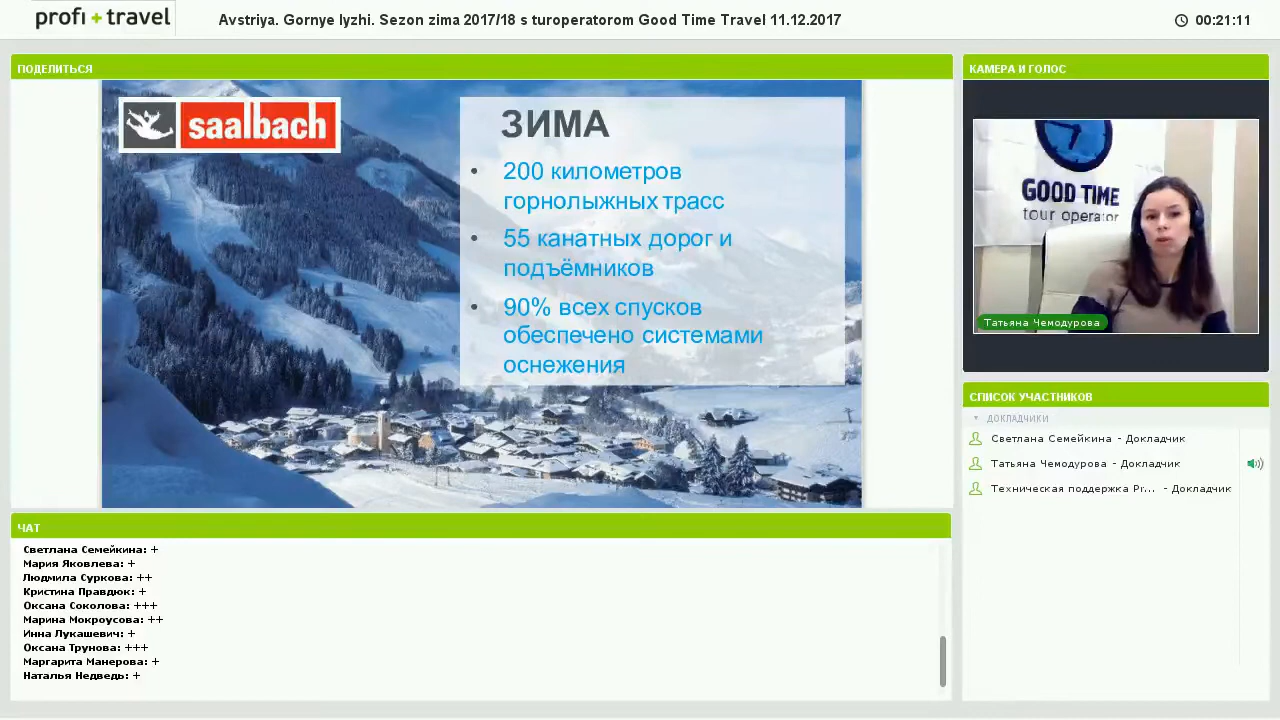 profi + travel
Avstriya. Gornye lyzhi. Sezon zima 2017/18 s turoperatorom Good Time Travel 11.12.2017
00:21:11
ПОДЕЛИТЬСЯ
saalbach
ЗИМА
• 200 километров
горнолыжных трасс
• 55 канатных дорог и
подъёмников
• 90% всех спусков
обеспечено системами
оснежения
КАМЕРА И ГОЛОС
GOOD TIME
tour operator
Татьяна Чемодурова
СПИСОК УЧАСТНИКОВ
ДОКЛАДЧИКИ
Светлана Семейкина - Докладчик
Татьяна Чемодурова - Докладчик
Техническая поддержка Pr... - Докладчик
ЧАТ
Светлана Семейкина: +
Мария Яковлева: +
Людмила Суркова: ++
Кристина Правдюк: +
Оксана Соколова: +++
Марина Мокроусова: ++
Инна Лукашевич: +
Оксана Трунова: +++
Маргарита Манерова: +
Наталья Недведь: +